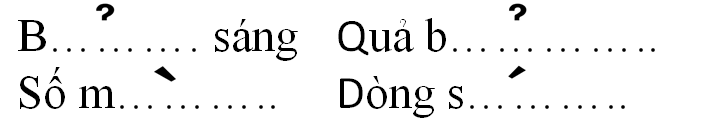 B… …̉ … . sáng Quả b… …̉ … … ..
Số m… …̀ … .. Dòng s… …́ … ..